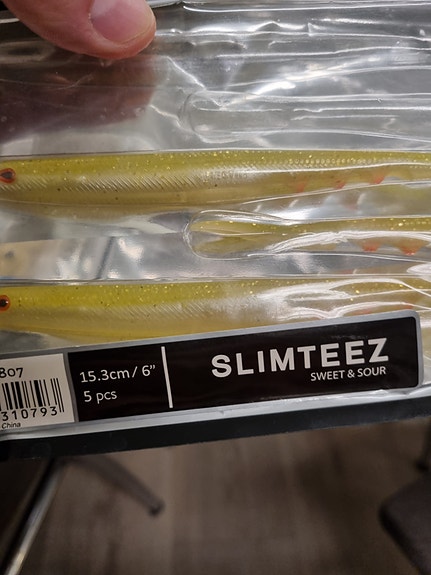 807
15.3cm / 6"
5 pcs
SLIMTEEZ
SWEET & SOUR
310793
China